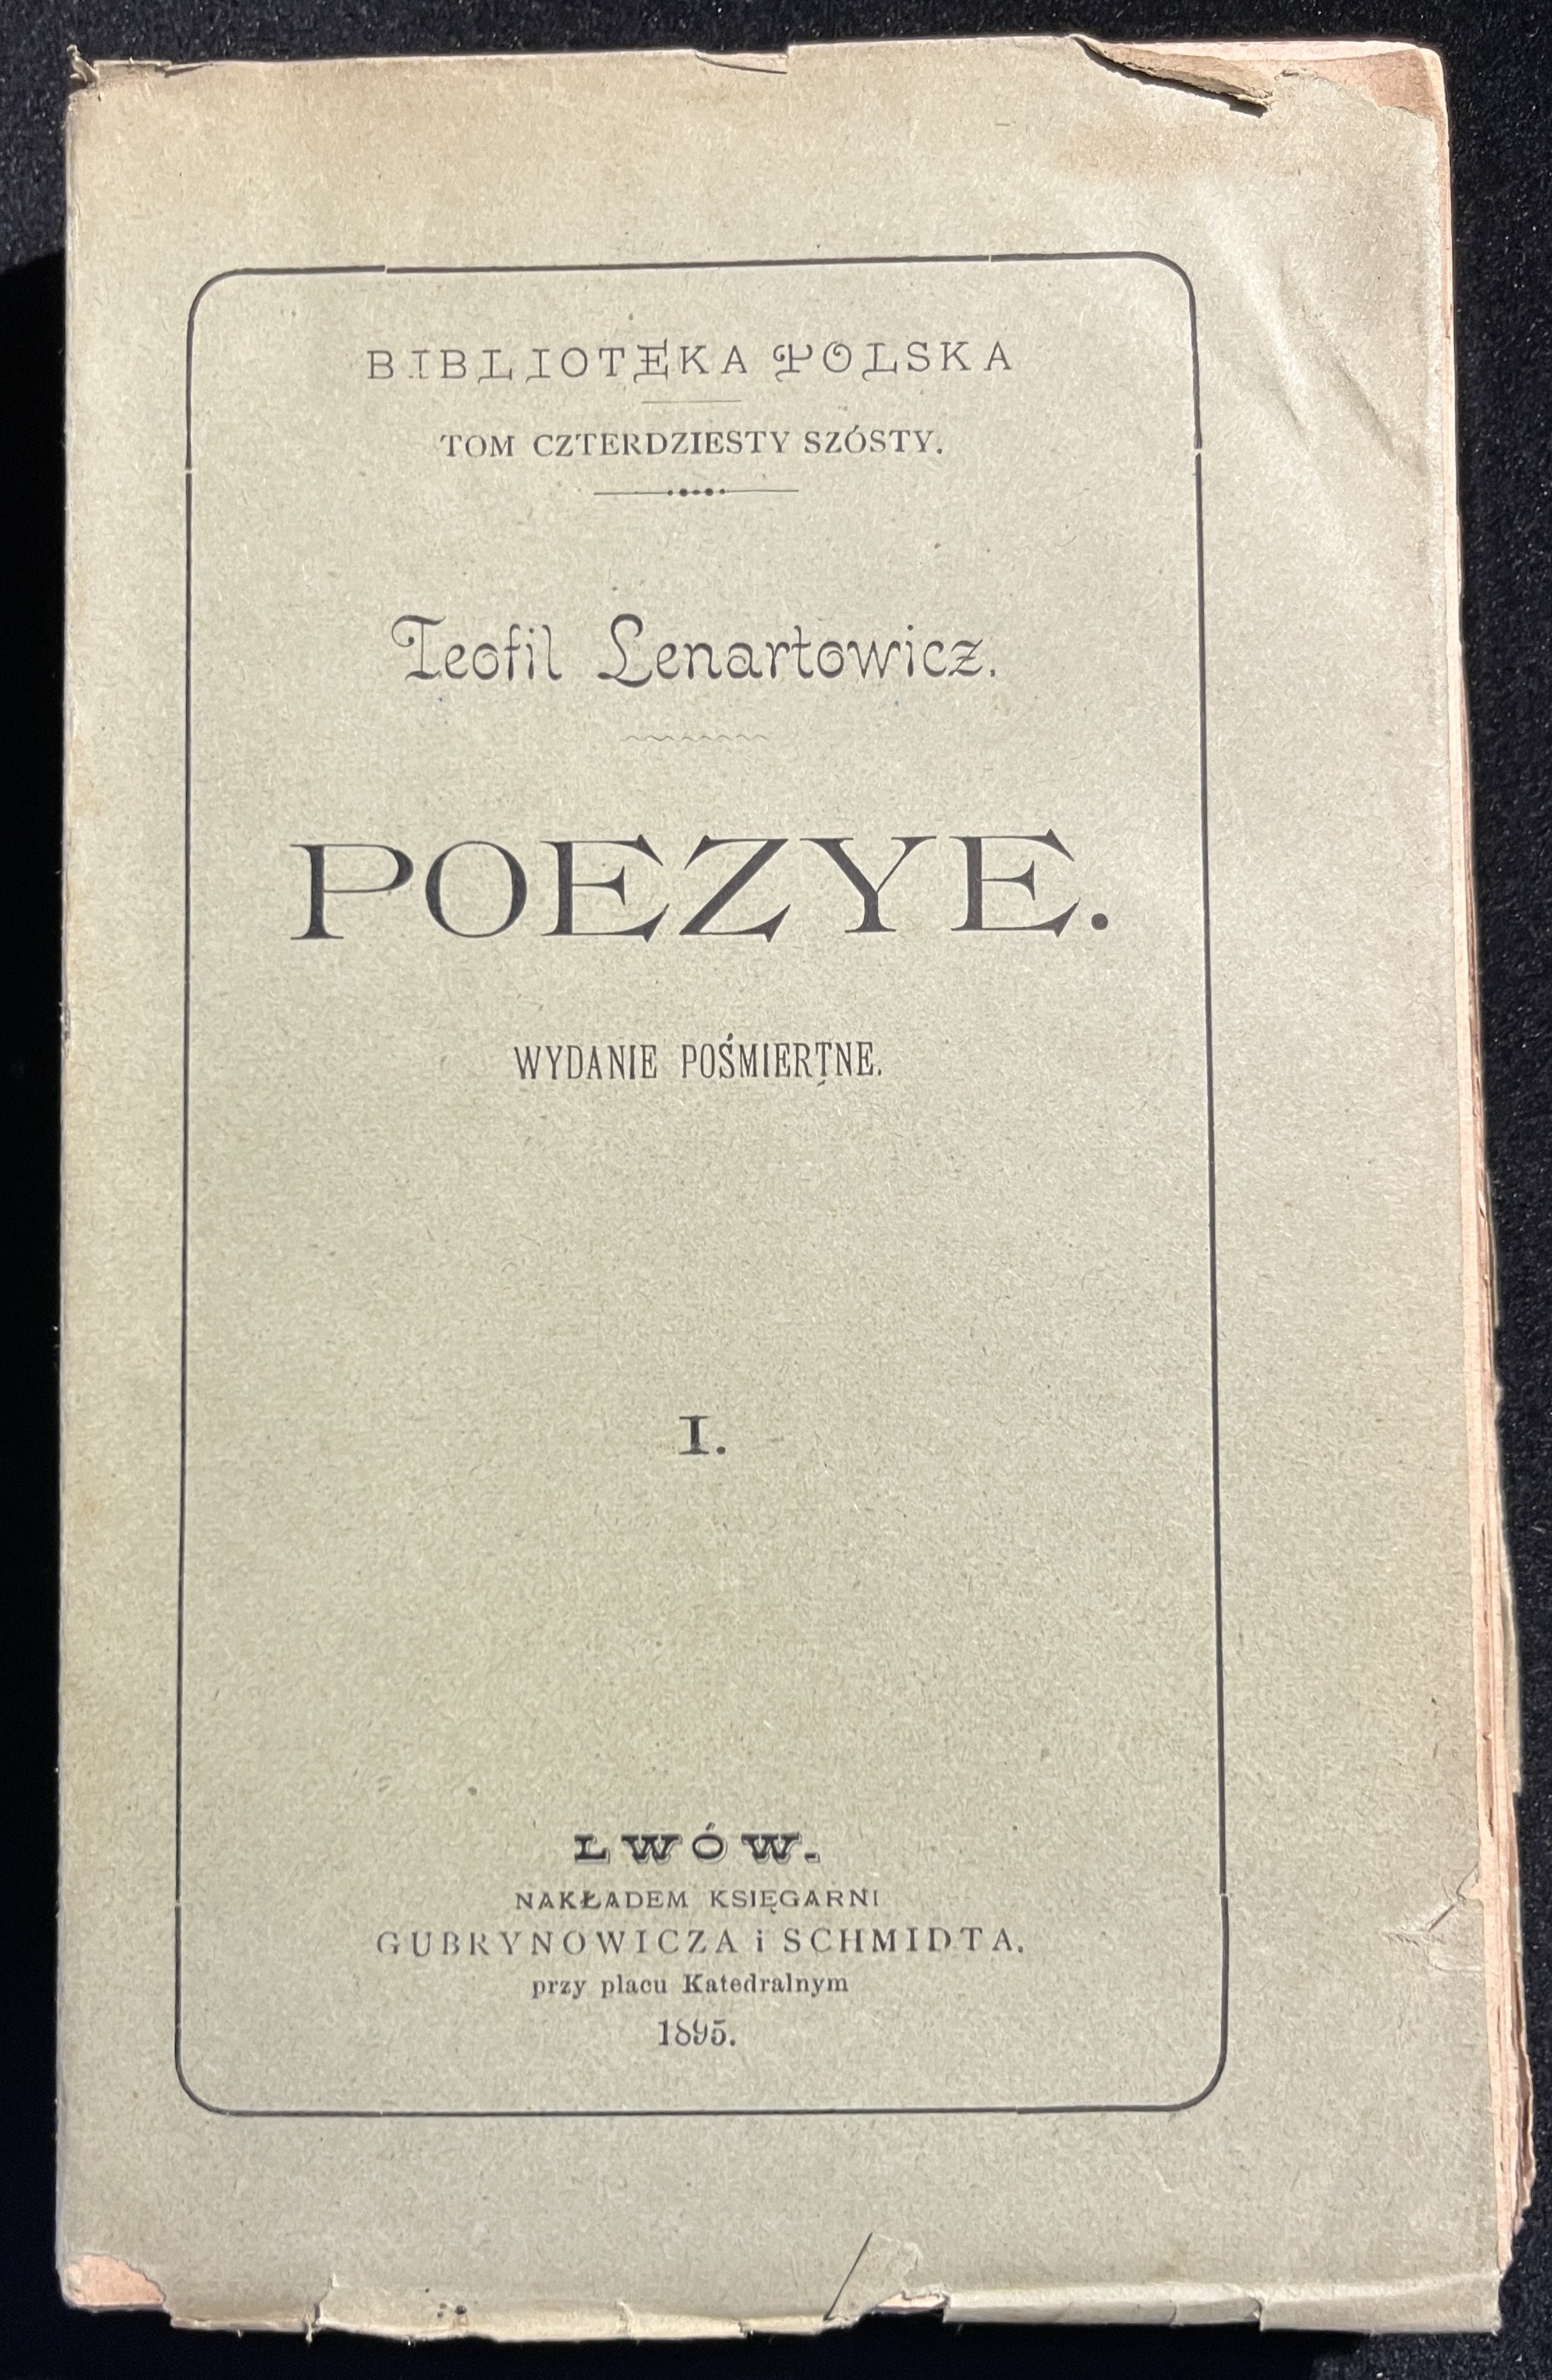 BIBLIOTEKA POLSKA
TOM CZTERDZIESTY SZÓSTY.
Teofil Lenartowicz.
POEZYE.
WYDANIE POŚMIERTNE.
I.
LWÓW.
NAKŁADEM KSIĘGARNI
GUBRYNOWICZA i SCHMIDTA.
przy placu Katedralnym
1895.